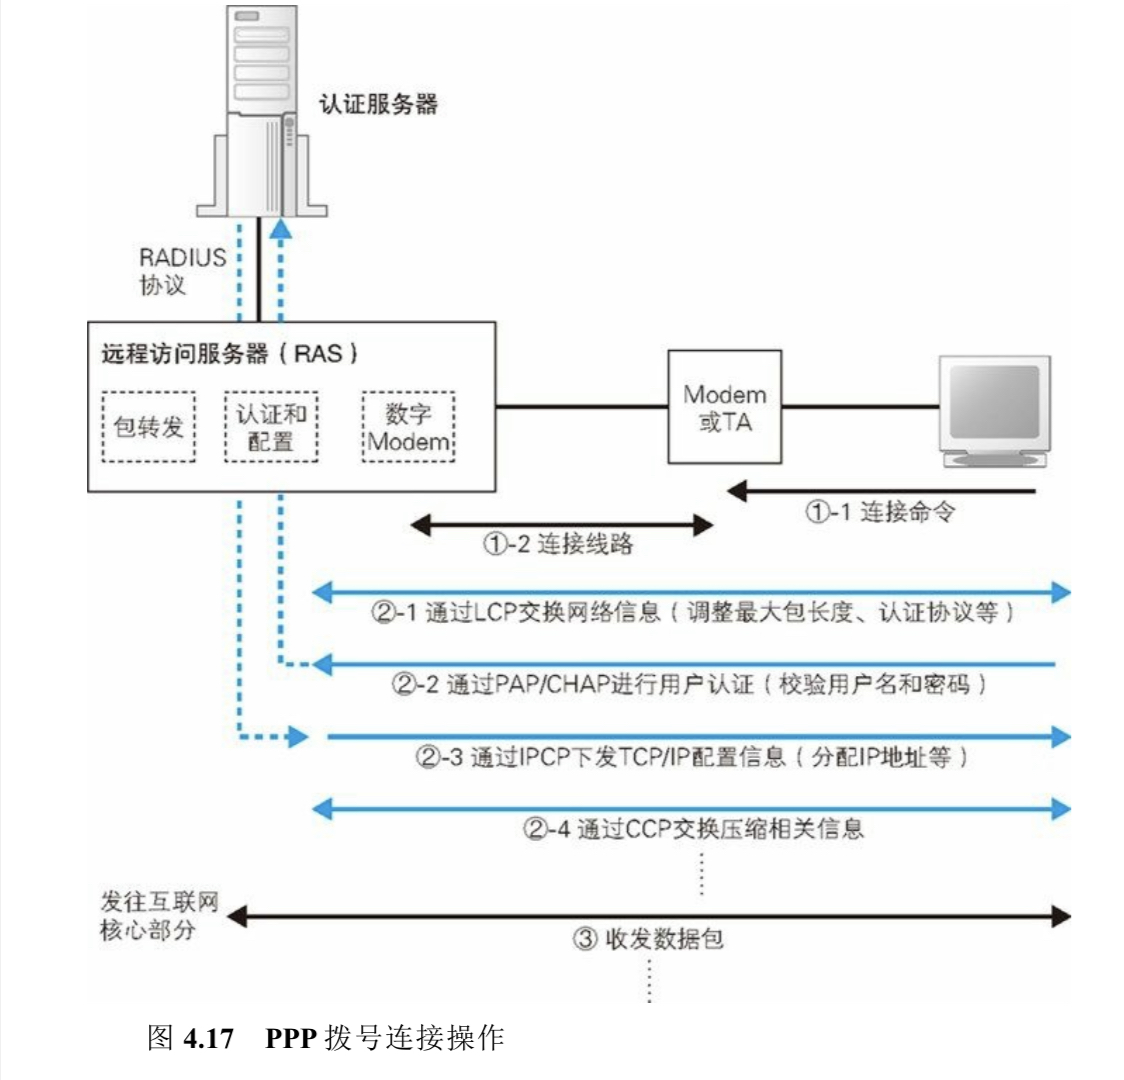 认证服务器
RADIUS
协议
远程访问服务器（RAS）
包转发
认证和
配置
数字
Modem
Modem
或TA
①-1 连接命令
①-2 连接线路
②-1 通过LCP交换网络信息（调整最大包长度、认证协议等）
②-2 通过PAP/CHAP进行用户认证（校验用户名和密码）
②-3 通过IPCP下发TCP/IP配置信息（分配IP地址等）
②-4 通过CCP交换压缩相关信息
发往互联网
核心部分
③ 收发数据包
图 4.17 PPP 拨号连接操作